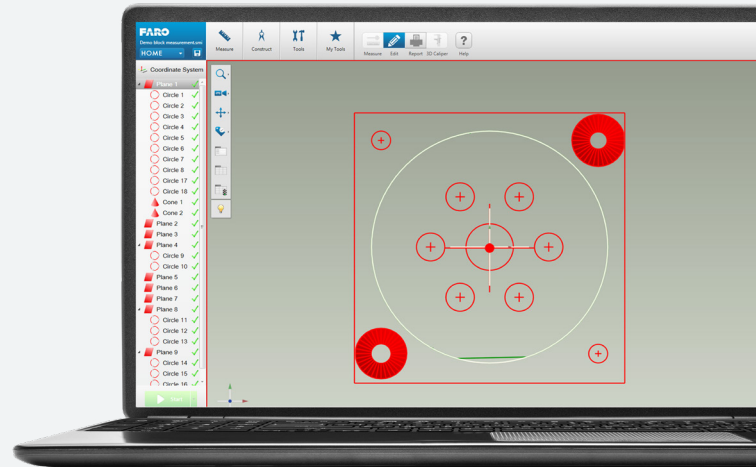 FARO
Demo block measurement.sno
HOME
Measure
Construct
Tools
My Tools
Measure
Edit
Report
3D Caliper
Help
Coordinate System
Plane 1
Circle 1
Circle 2
Circle 3
Circle 4
Circle 5
Circle 6
Circle 7
Circle 8
Circle 17
Circle 18
Cone 1
Cone 2
Plane 2
Plane 3
Plane 4
Circle 9
Circle 10
Plane 5
Plane 6
Plane 7
Plane 8
Circle 11
Circle 12
Circle 13
Plane 9
Circle 14
Circle 15
Circle 16